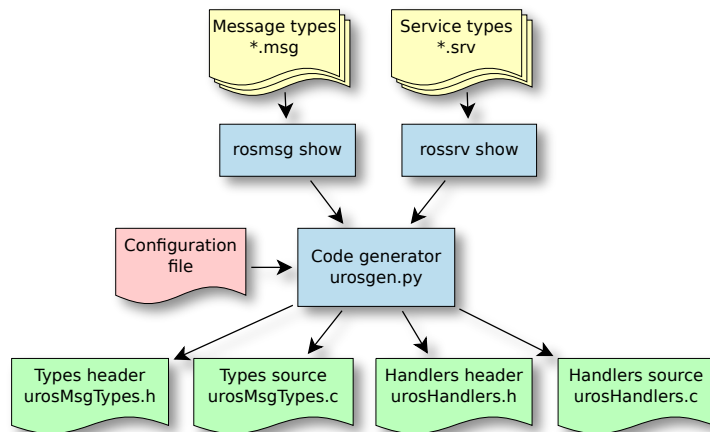 Message types
*.msg
Service types
*.srv
rosmsg show
rossrv show
Configuration
file
Code generator
urosgen.py
Types header
urosMsgTypes.h
Types source
urosMsgTypes.c
Handlers header
urosHandlers.h
Handlers source
urosHandlers.c